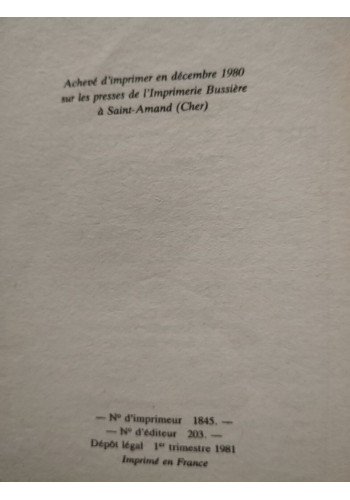 Achevé d'imprimer en décembre 1980
sur les presses de l'Imprimerie Bussière
à Saint-Amand (Cher)
— N° d'imprimeur 1845. —
— N° d'éditeur 203. —
Dépôt légal 1er trimestre 1981
Imprimé en France